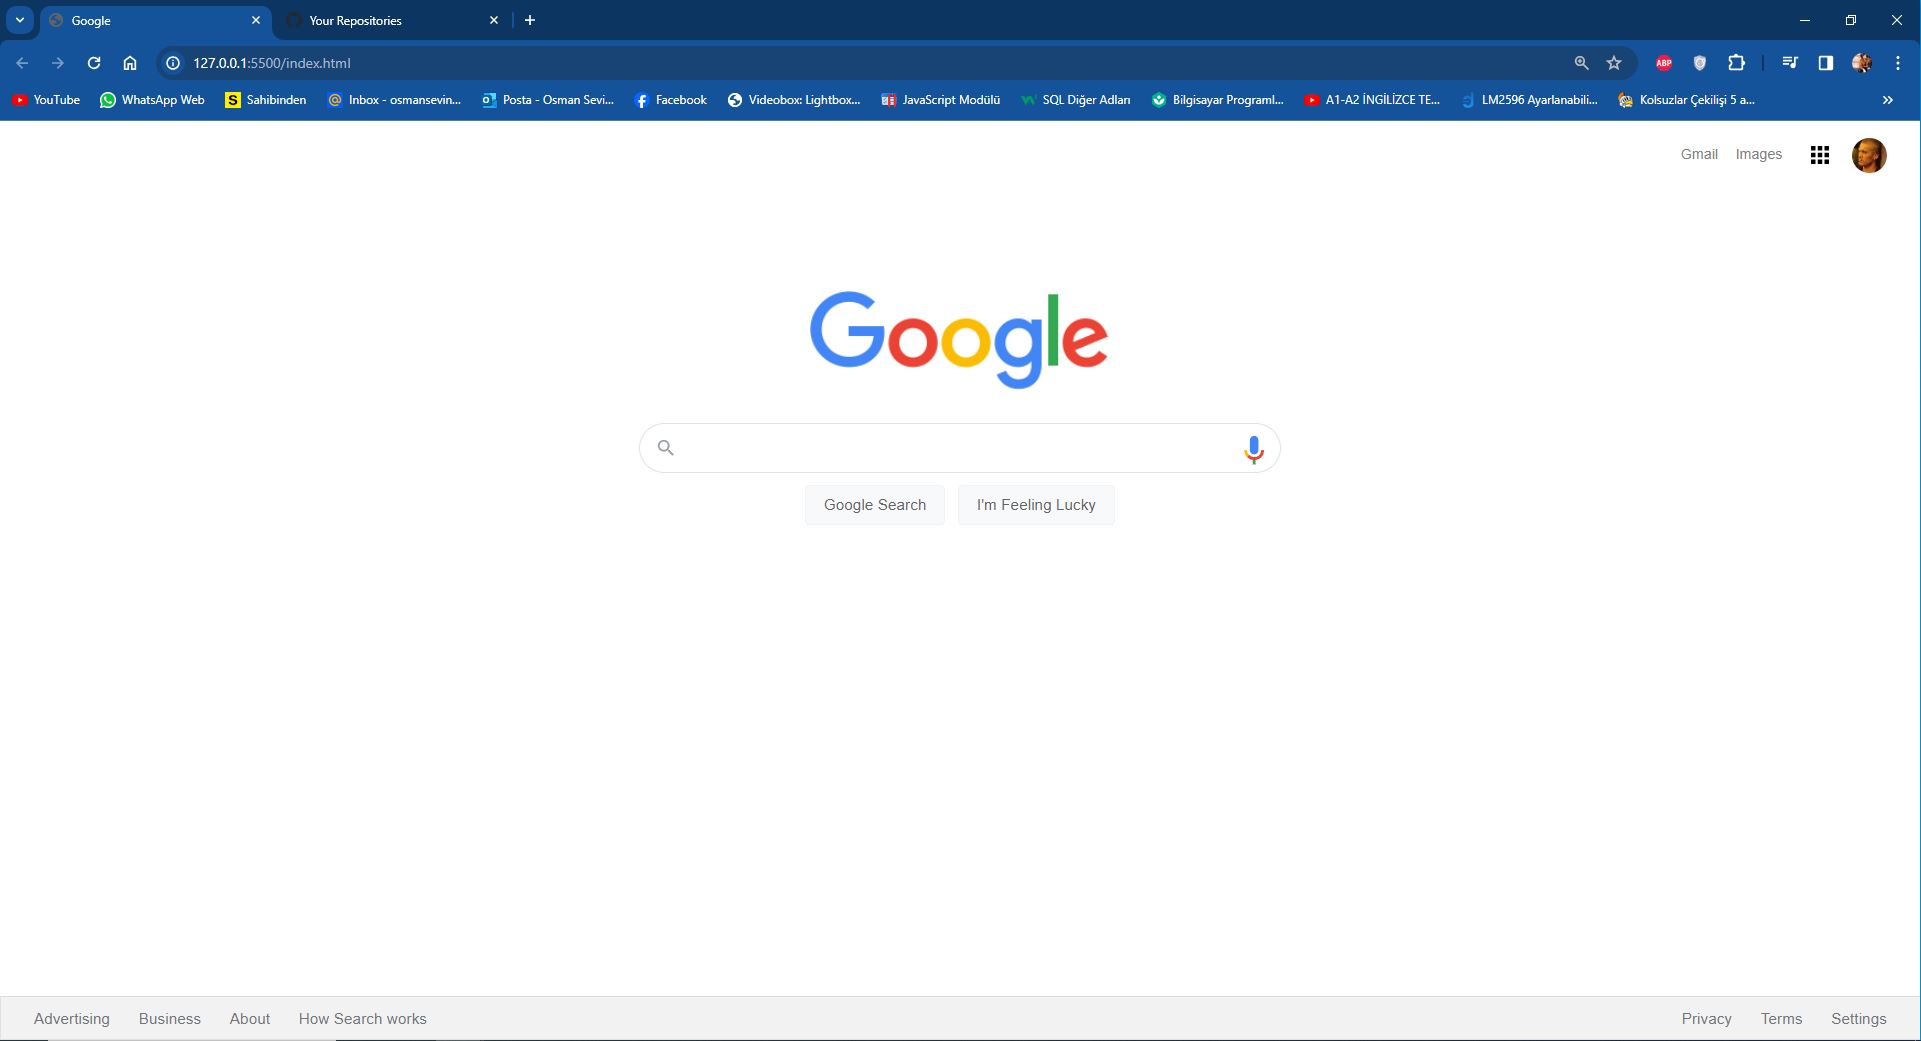 Google
Your Repositories
127.0.0.1:5500/index.html
ABP
YouTube
WhatsApp Web
S Sahibinden
Inbox - osmansevin...
Posta - Osman Sevi...
Facebook
Videobox: Lightbox...
JavaScript Modülü
SQL Diğer Adları
Bilgisayar Programl...
A1-A2 İNGİLİZCE TE...
LM2596 Ayarlanabili...
Kolsuzlar Çekilişi 5 a...
Gmail Images
Google
Google Search I'm Feeling Lucky
Advertising Business About How Search works
Privacy Terms Settings